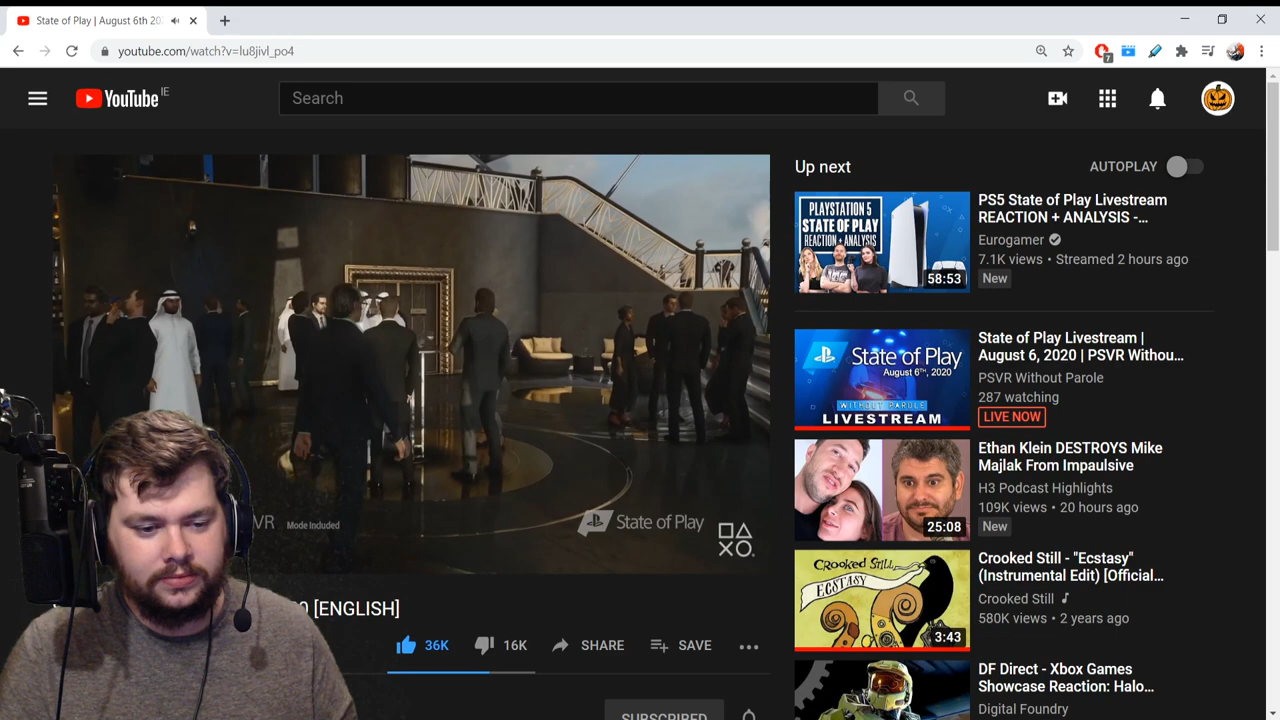 State of Play | August 6th 20
youtube.com/watch?v=lu8jivl_po4
7
YouTube IE
Search
VR Mode Included
State of Play
0 [ENGLISH]
36K
16K
SHARE
SAVE
SUBSCRIBED
Up next
AUTOPLAY
PLAYSTATION 5
STATE OF PLAY
REACTION + ANALYSIS
58:53
PS5 State of Play Livestream
REACTION + ANALYSIS -...
Eurogamer
7.1K views • Streamed 2 hours ago
New
State of Play
August 6TH, 2020
WITHOUT PAROLE
LIVESTREAM
State of Play Livestream |
August 6, 2020 | PSVR Withou...
PSVR Without Parole
287 watching
LIVE NOW
25:08
Ethan Klein DESTROYS Mike
Majlak From Impaulsive
H3 Podcast Highlights
109K views • 20 hours ago
New
CROOKED STILL
ECSTASY
3:43
Crooked Still - "Ecstasy"
(Instrumental Edit) [Official...
Crooked Still
580K views • 2 years ago
DF Direct - Xbox Games
Showcase Reaction: Halo...
Digital Foundry